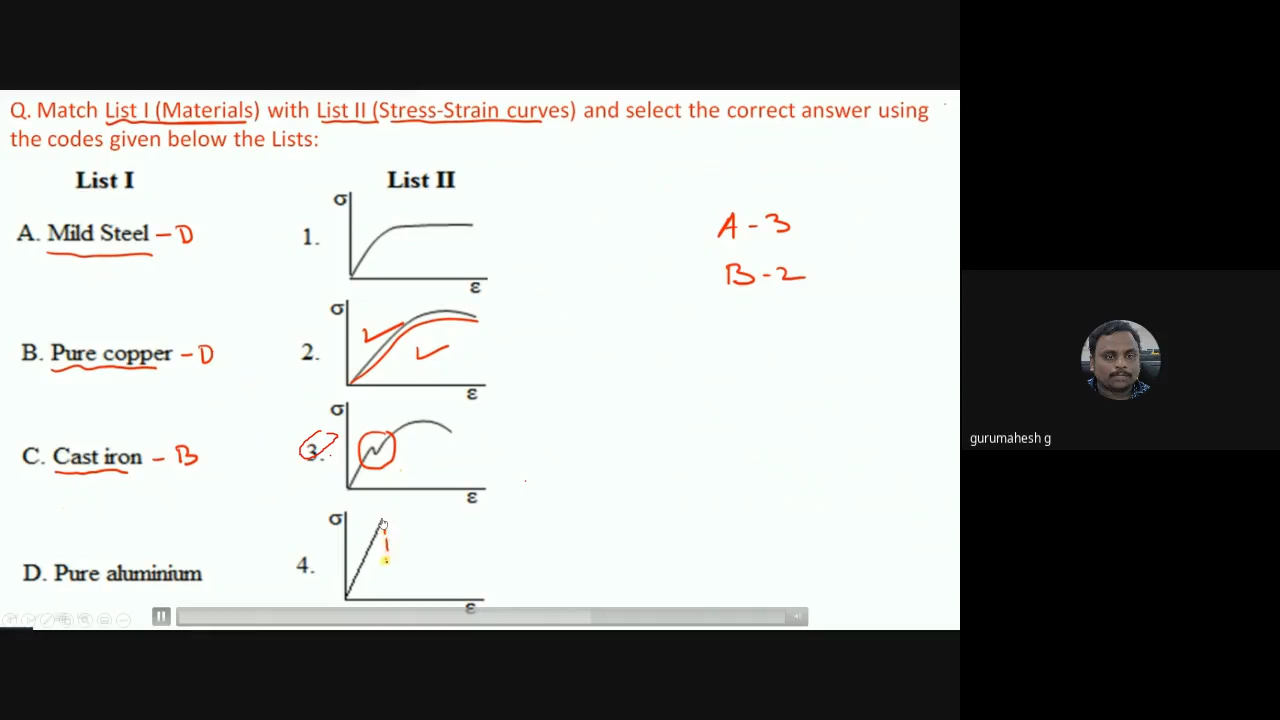 Q. Match List I (Materials) with List II (Stress-Strain curves) and select the correct answer using
the codes given below the Lists:
List I
List II
A. Mild Steel - D
1.
σ
ε
A - 3
B - 2
B. Pure copper - D
2.
σ
ε
C. Cast iron - B
3.
σ
ε
D. Pure aluminium
4.
σ
ε
gurumahesh g